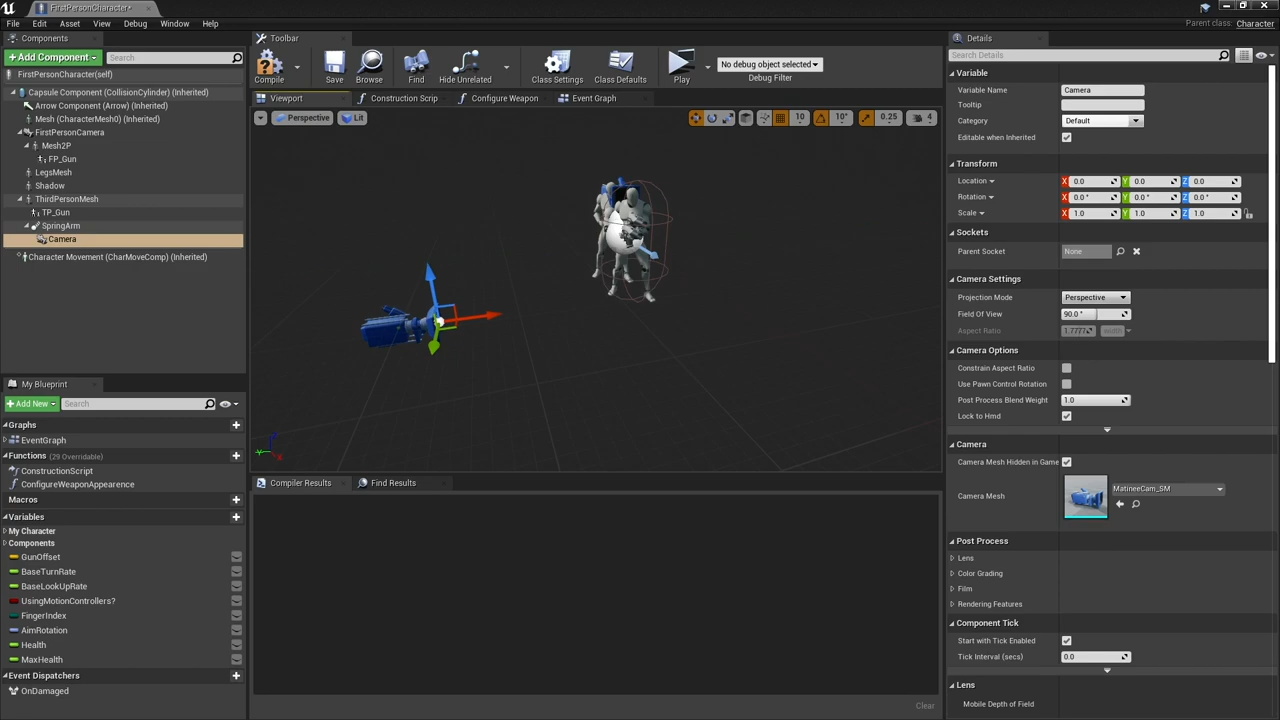 FirstPersonCharacter*
File Edit Asset View Debug Window Help
Parent class: Character
Components
Toolbar
Details
+Add Component
Search
Compile
Save
Browse
Find
Hide Unrelated
Class Settings
Class Defaults
Play
No debug object selected
Debug Filter
Search Details
FirstPersonCharacter(self)
Capsule Component (CollisionCylinder) (Inherited)
Arrow Component (Arrow) (Inherited)
Mesh (CharacterMesh0) (Inherited)
FirstPersonCamera
Mesh2P
FP_Gun
LegsMesh
Shadow
ThirdPersonMesh
TP_Gun
SpringArm
Camera
Character Movement (CharMoveComp) (Inherited)
Viewport
Construction Scrip
Configure Weapon
Event Graph
Perspective
Lit
10
10°
0.25
4
Z
Y
X
Variable
Variable Name Camera
Tooltip
Category Default
Editable when Inherited
Transform
Location X 0.0 Y 0.0 Z 0.0
Rotation X 0.0 ° Y 0.0 ° Z 0.0 °
Scale X 1.0 Y 1.0 Z 1.0
Sockets
Parent Socket None
Camera Settings
Projection Mode Perspective
Field Of View 90.0 °
Aspect Ratio 1.7777 width
Camera Options
Constrain Aspect Ratio
Use Pawn Control Rotation
Post Process Blend Weight 1.0
Lock to Hmd
Camera
Camera Mesh Hidden in Game
Camera Mesh MatineeCam_SM
Post Process
Lens
Color Grading
Film
Rendering Features
Component Tick
Start with Tick Enabled
Tick Interval (secs) 0.0
Lens
Mobile Depth of Field
My Blueprint
+Add New
Search
Graphs
EventGraph
Functions (29 Overridable)
ConstructionScript
ConfigureWeaponAppearence
Macros
Variables
My Character
Components
GunOffset
BaseTurnRate
BaseLookUpRate
UsingMotionControllers?
FingerIndex
AimRotation
Health
MaxHealth
Event Dispatchers
OnDamaged
Compiler Results
Find Results
Clear